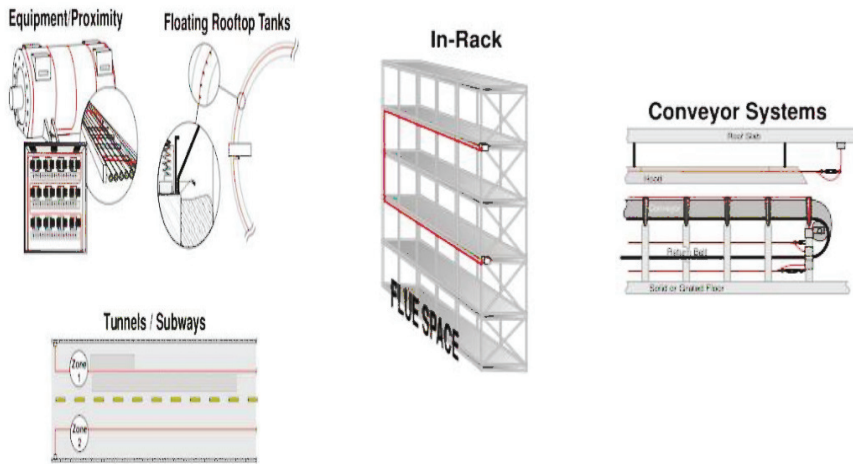 Equipment/Proximity
Floating Rooftop Tanks
In-Rack
FLUE SPACE
Conveyor Systems
Roof Slab
Hood
Conveyor
Return Belt
Solid or Grated Floor
Tunnels / Subways
Zone
1
Zone
2